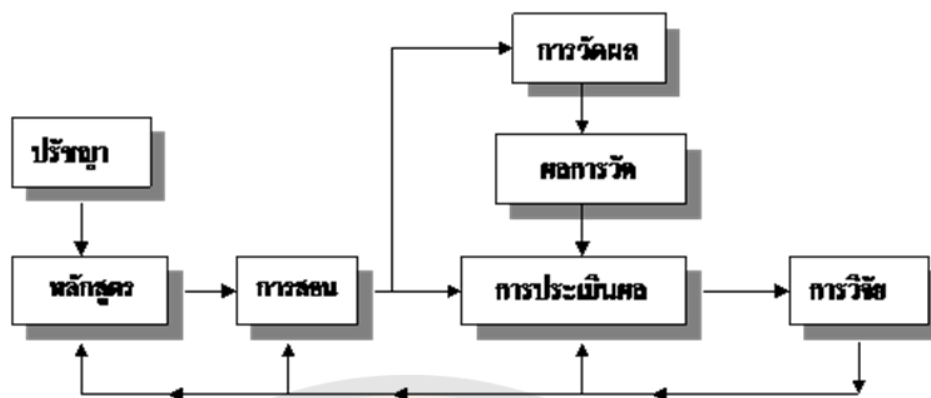 การวัดผล
ปรัชญา
ผลการวัด
หลักสูตร
การสอน
การประเมินผล
การวิจัย